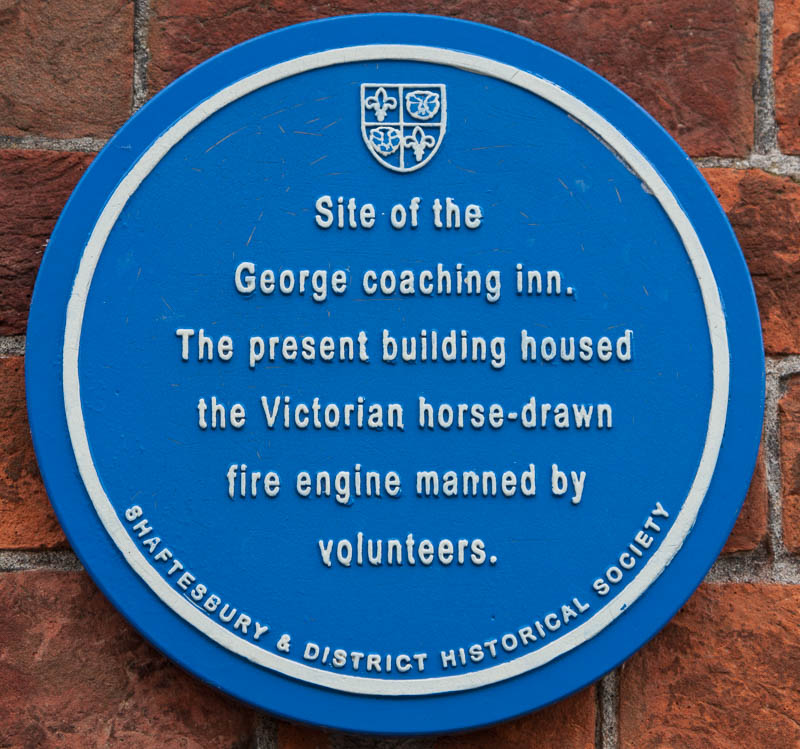 Site of the
George coaching inn.
The present building housed
the Victorian horse-drawn
fire engine manned by
volunteers.
SHAFTESBURY & DISTRICT HISTORICAL SOCIETY